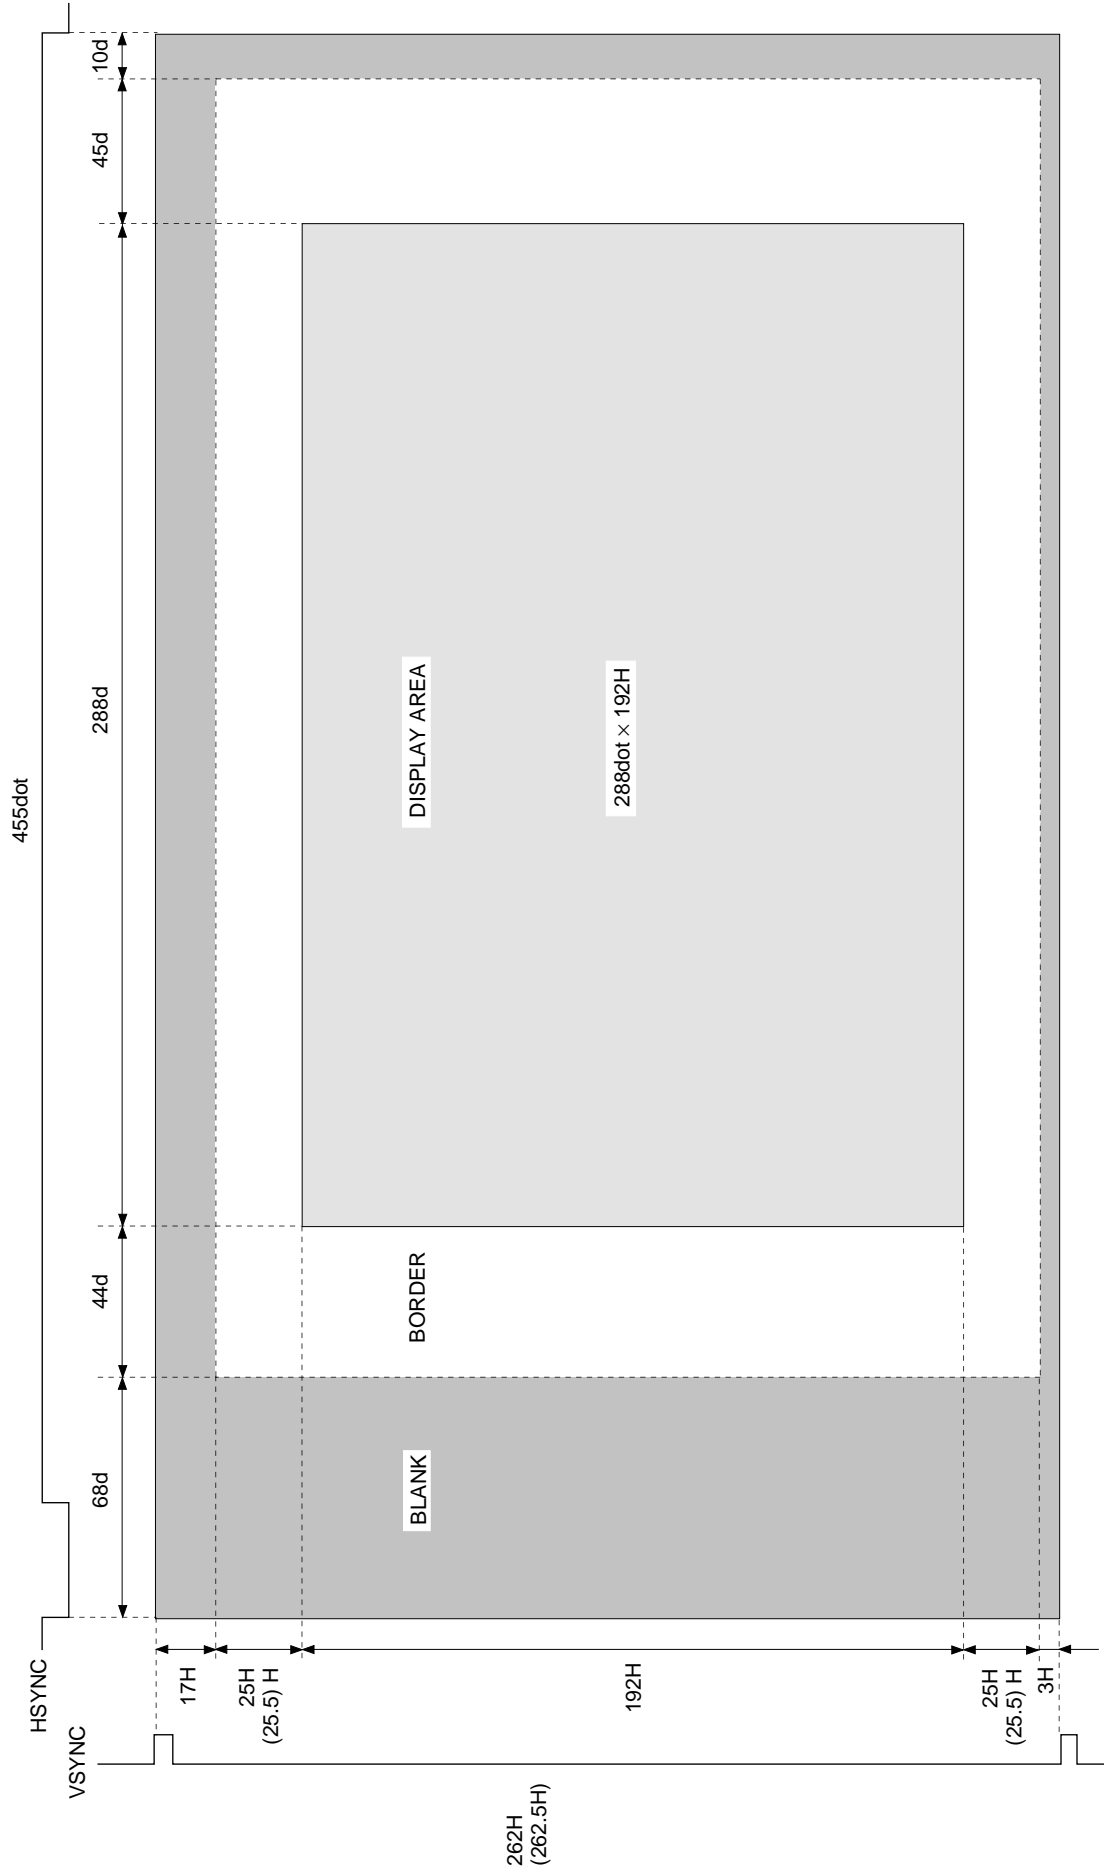 HSYNC
455dot
68d
44d
288d
45d
10d
VSYNC
17H
25H
(25.5) H
192H
25H
(25.5) H
3H
262H
(262.5H)
BLANK
BORDER
DISPLAY AREA
288dot × 192H